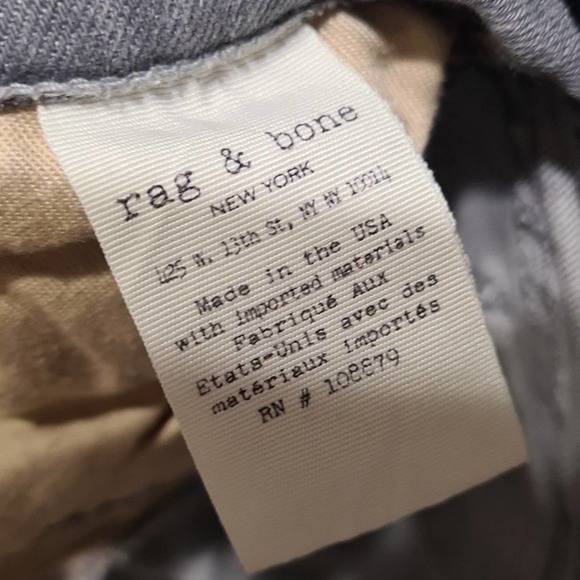 rag & bone
NEW YORK
425 W. 13th St, NY NY 10014
Made in the USA
with imported materials
Fabriqué Aux
Etats-Unis avec des
matériaux importés
RN # 108879